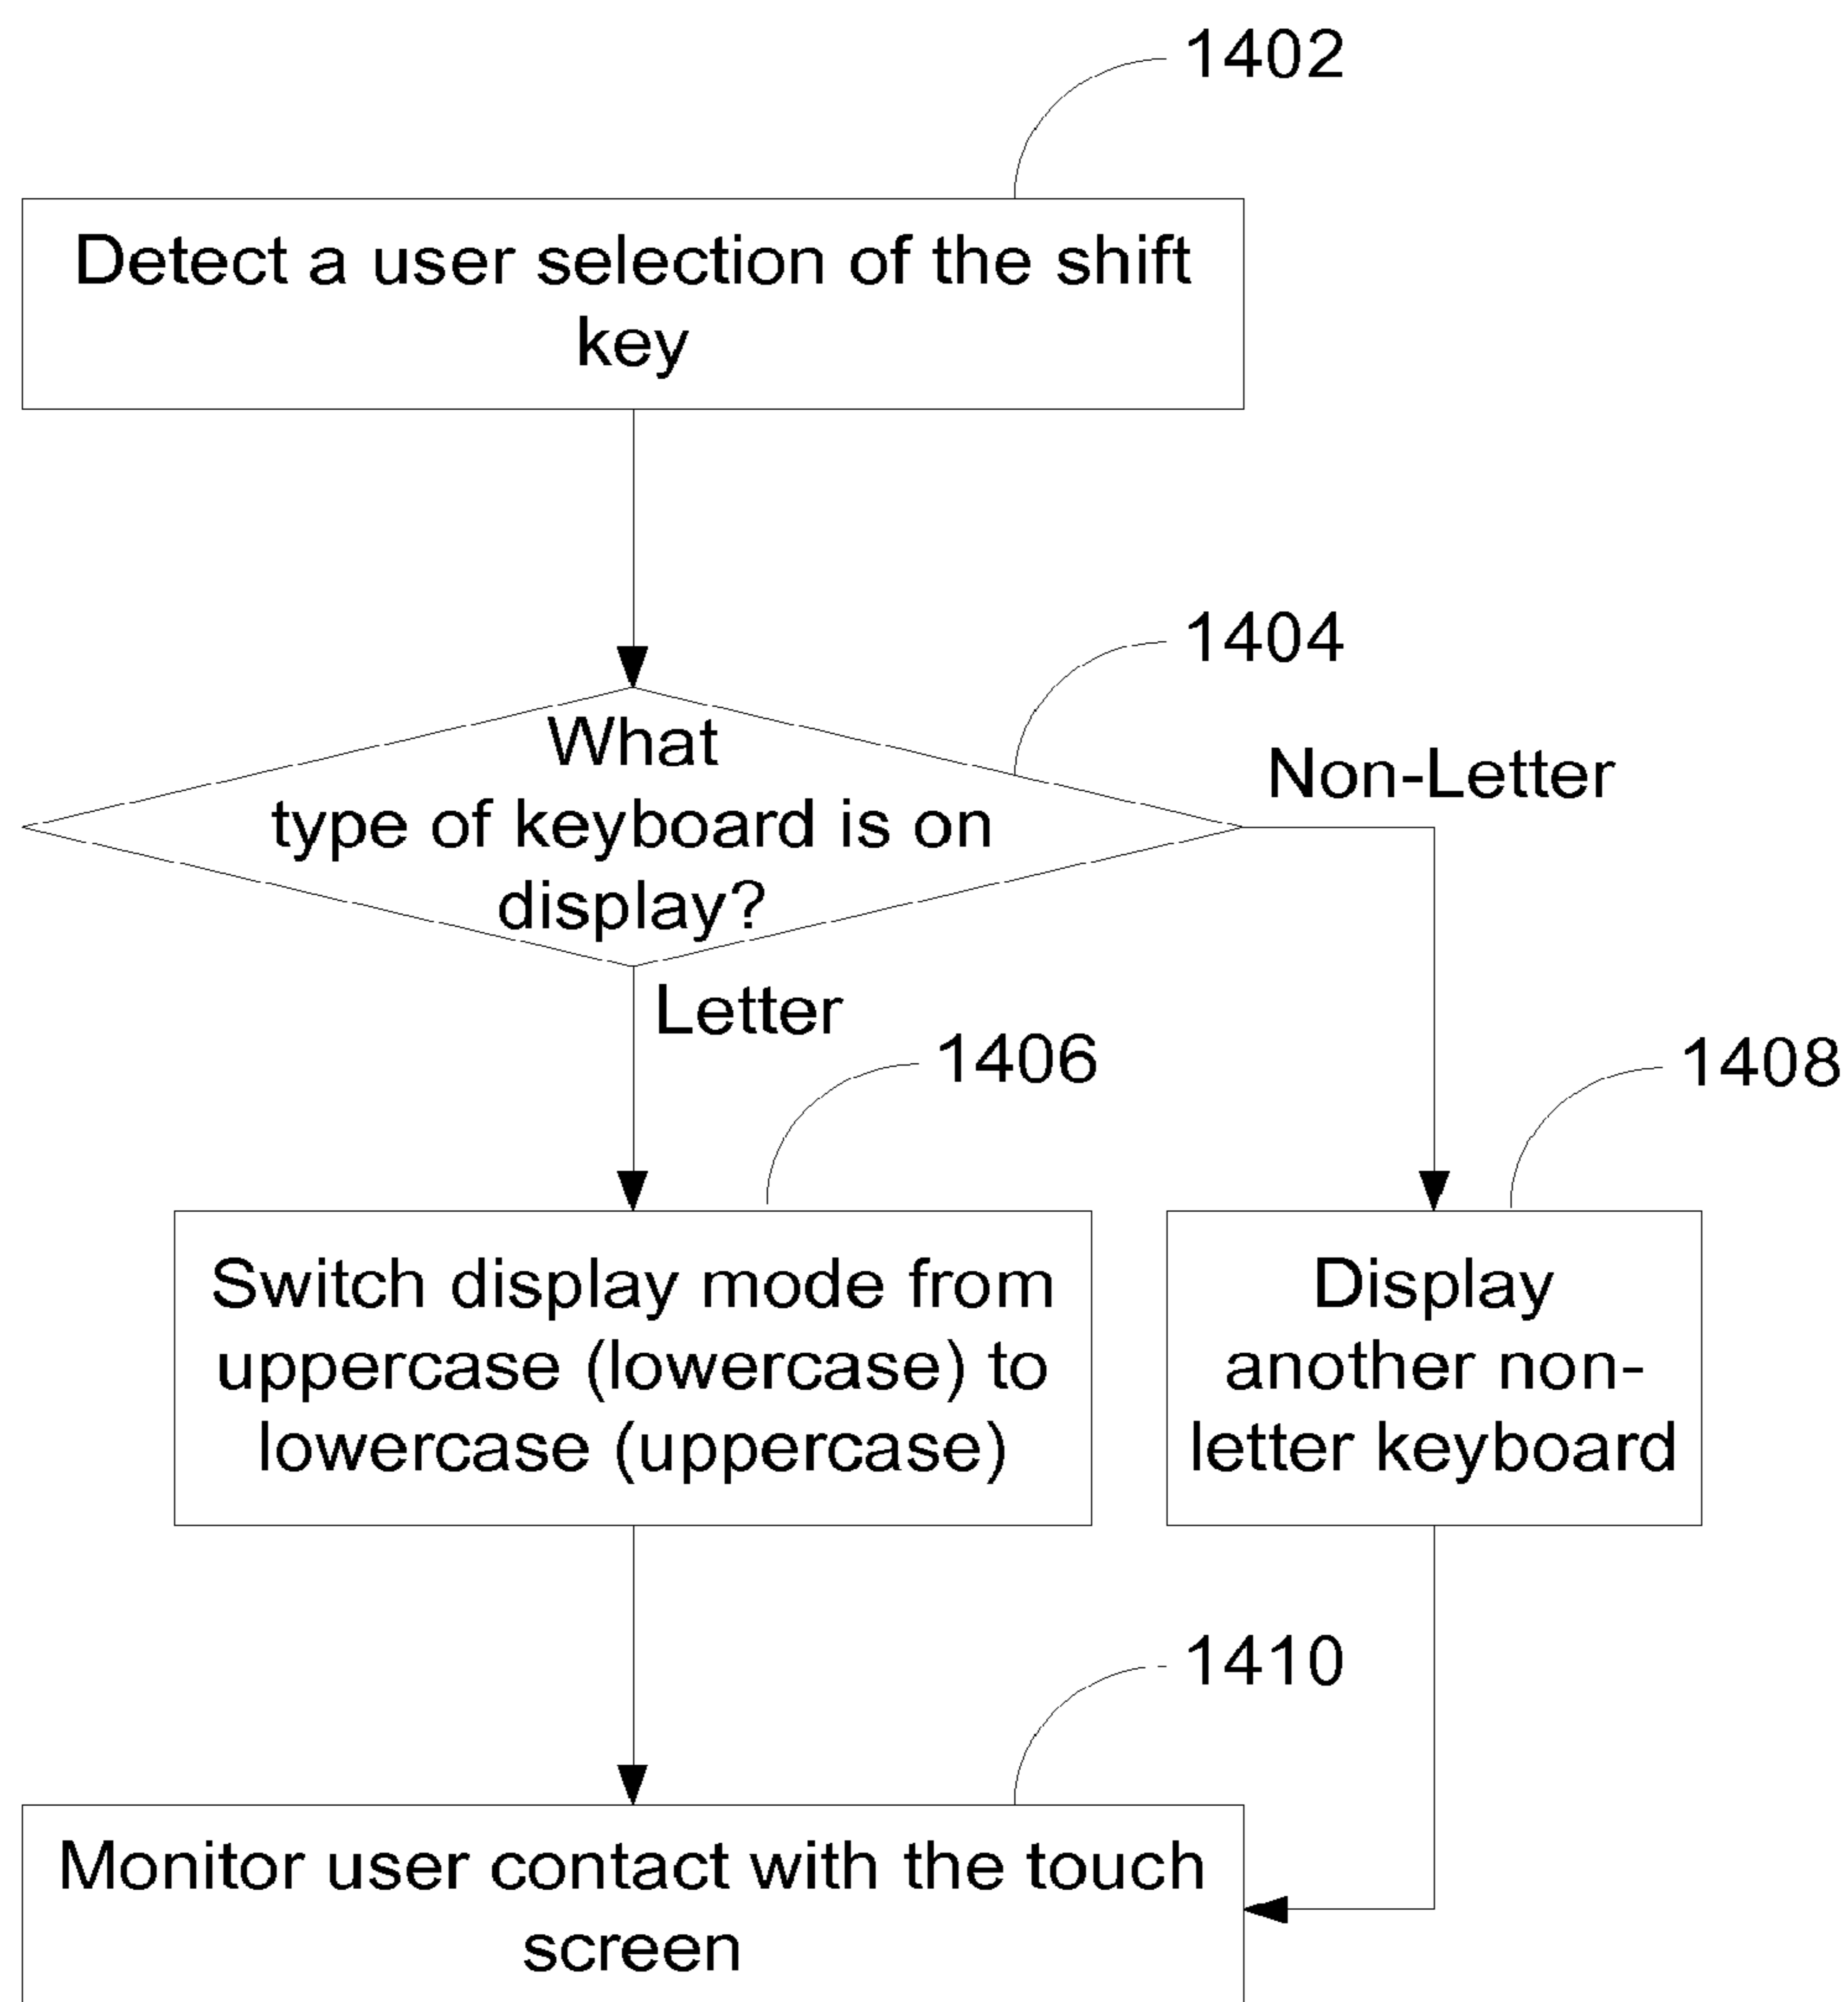 1402
Detect a user selection of the shift
key
1404
What
type of keyboard is on
display?
Non-Letter
Letter
1406
1408
Switch display mode from
uppercase (lowercase) to
lowercase (uppercase)
Display
another non-
letter keyboard
1410
Monitor user contact with the touch
screen